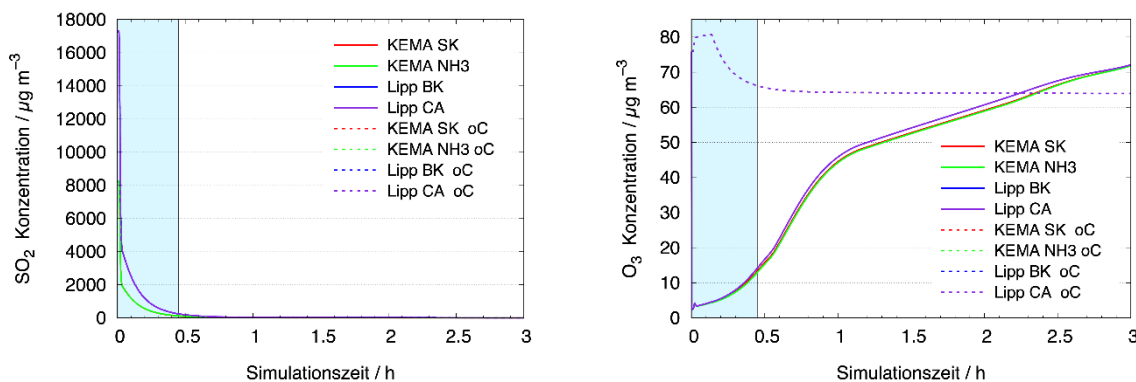 18000
16000
14000
12000
10000
8000
6000
4000
2000
0
SO2 Konzentration / µg m−3
KEMA SK
KEMA NH3
Lipp BK
Lipp CA
KEMA SK oC
KEMA NH3 oC
Lipp BK oC
Lipp CA oC
0 0.5 1 1.5 2 2.5 3
Simulationszeit / h
80
70
60
50
40
30
20
10
0
O3 Konzentration / µg m−3
KEMA SK
KEMA NH3
Lipp BK
Lipp CA
KEMA SK oC
KEMA NH3 oC
Lipp BK oC
Lipp CA oC
0 0.5 1 1.5 2 2.5 3
Simulationszeit / h